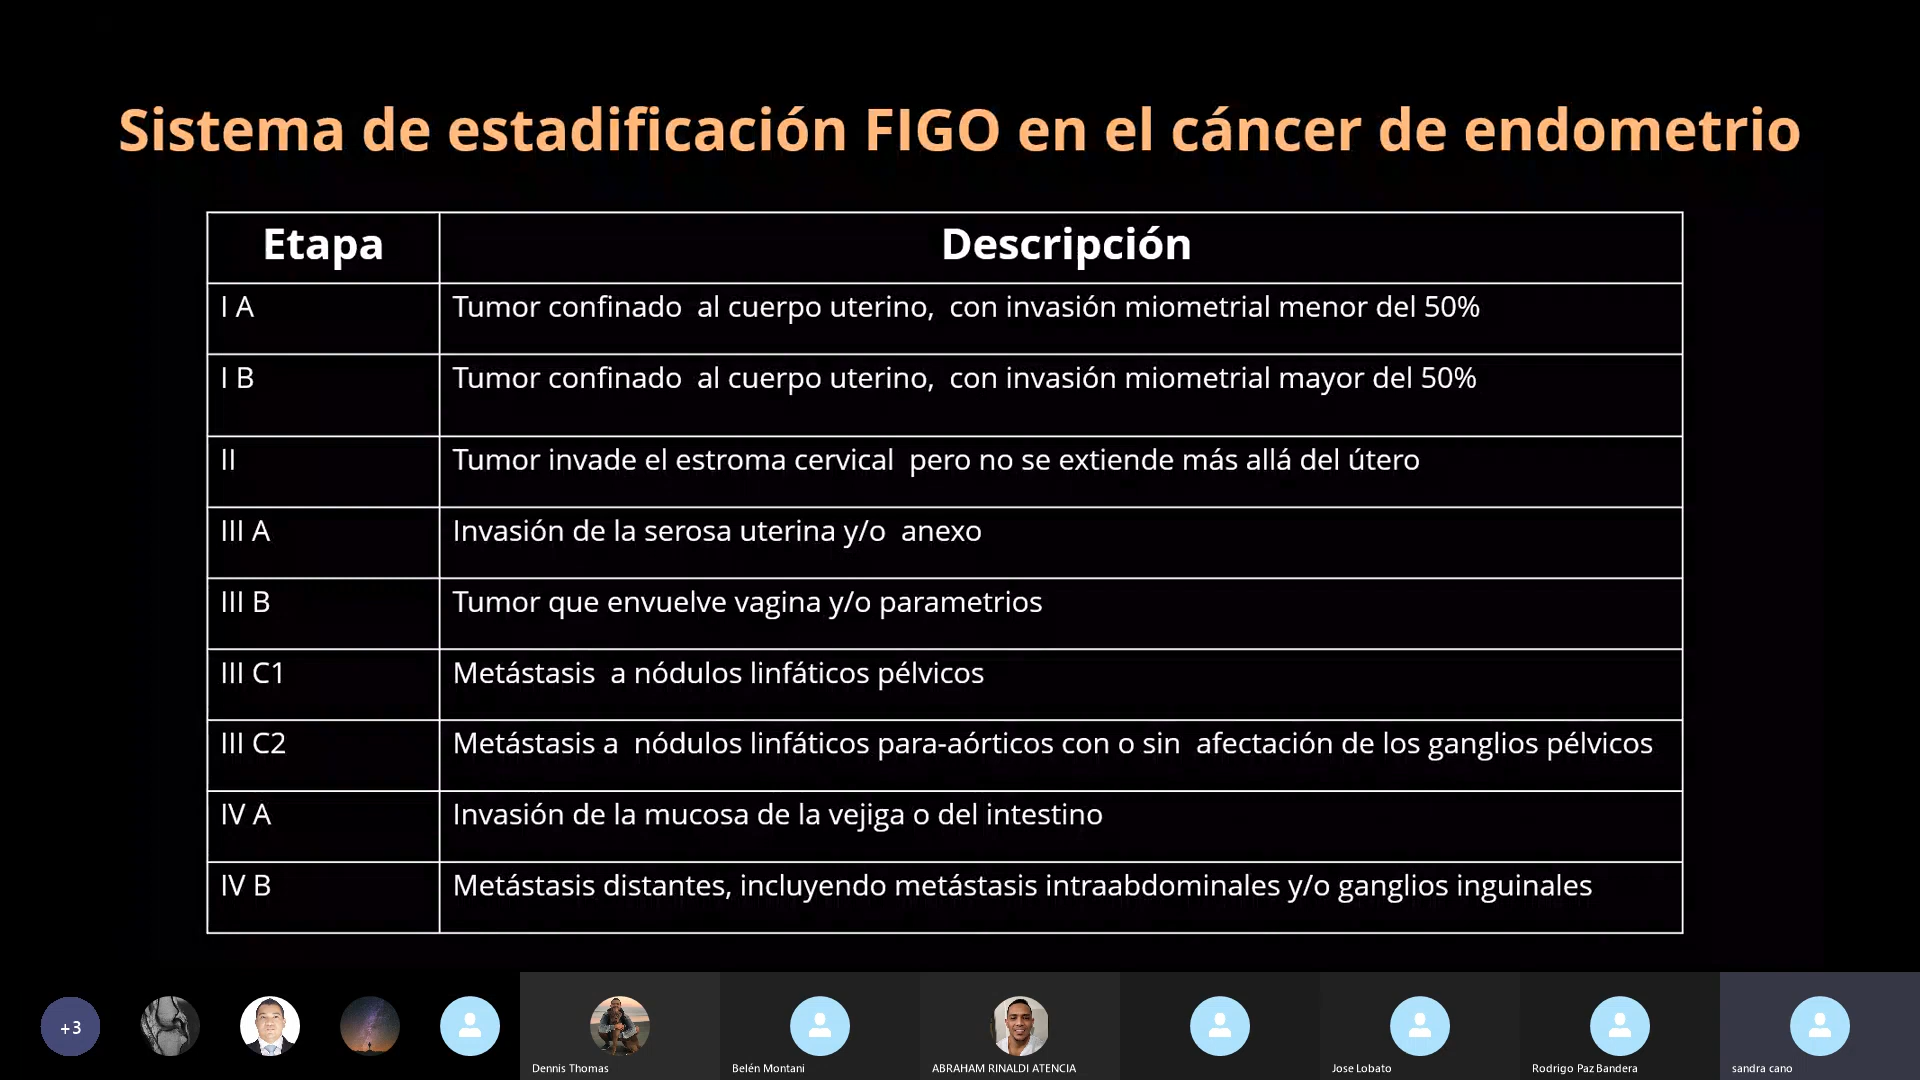 Sistema de estadificación FIGO en el cáncer de endometrio
Etapa Descripción
I A Tumor confinado al cuerpo uterino, con invasión miometrial menor del 50%
I B Tumor confinado al cuerpo uterino, con invasión miometrial mayor del 50%
II Tumor invade el estroma cervical pero no se extiende más allá del útero
III A Invasión de la serosa uterina y/o anexo
III B Tumor que envuelve vagina y/o parametrios
III C1 Metástasis a nódulos linfáticos pélvicos
III C2 Metástasis a nódulos linfáticos para-aórticos con o sin afectación de los ganglios pélvicos
IV A Invasión de la mucosa de la vejiga o del intestino
IV B Metástasis distantes, incluyendo metástasis intraabdominales y/o ganglios inguinales
+3
Dennis Thomas
Belén Montani
ABRAHAM RINALDI ATENCIA
Jose Lobato
Rodrigo Paz Bandera
sandra cano